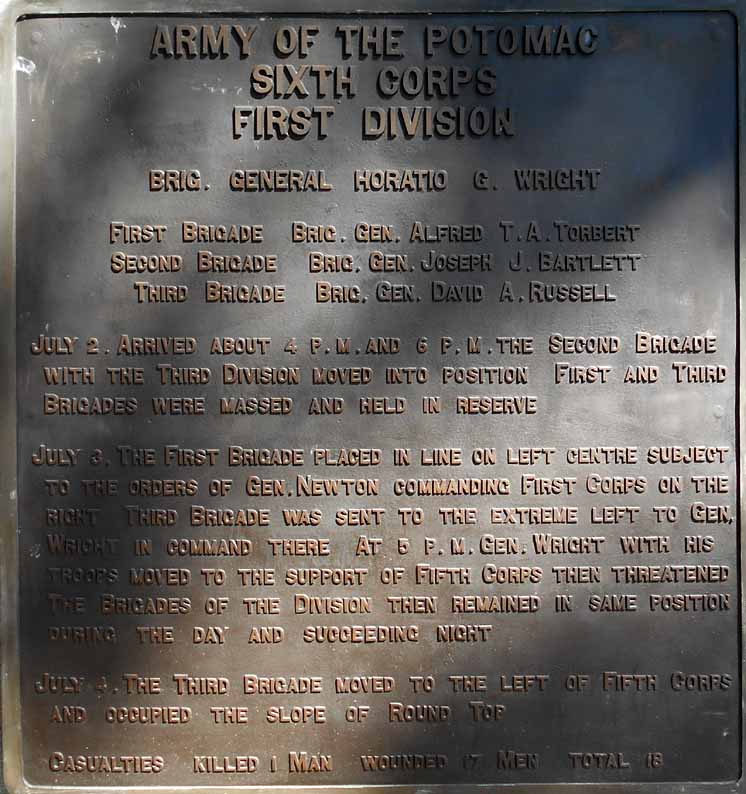 ARMY OF THE POTOMAC
SIXTH CORPS
FIRST DIVISION
BRIG. GENERAL HORATIO G. WRIGHT
FIRST BRIGADE BRIG. GEN. ALFRED T. A. TORBERT
SECOND BRIGADE BRIG. GEN. JOSEPH J. BARTLETT
THIRD BRIGADE BRIG. GEN. DAVID A. RUSSELL
JULY 2. ARRIVED ABOUT 4 P. M. AND 6 P. M. THE SECOND BRIGADE
WITH THE THIRD DIVISION MOVED INTO POSITION FIRST AND THIRD
BRIGADES WERE MASSED AND HELD IN RESERVE
JULY 3. THE FIRST BRIGADE PLACED IN LINE ON LEFT CENTRE SUBJECT
TO THE ORDERS OF GEN. NEWTON COMMANDING FIRST CORPS ON THE
RIGHT THIRD BRIGADE WAS SENT TO THE EXTREME LEFT TO GEN.
WRIGHT IN COMMAND THERE AT 5 P. M. GEN. WRIGHT WITH HIS
TROOPS MOVED TO THE SUPPORT OF FIFTH CORPS THEN THREATENED
THE BRIGADES OF THE DIVISION THEN REMAINED IN SAME POSITION
DURING THE DAY AND SUCCEEDING NIGHT
JULY 4. THE THIRD BRIGADE MOVED TO THE LEFT OF FIFTH CORPS
AND OCCUPIED THE SLOPE OF ROUND TOP
CASUALTIES KILLED 1 MAN WOUNDED 17 MEN TOTAL 18